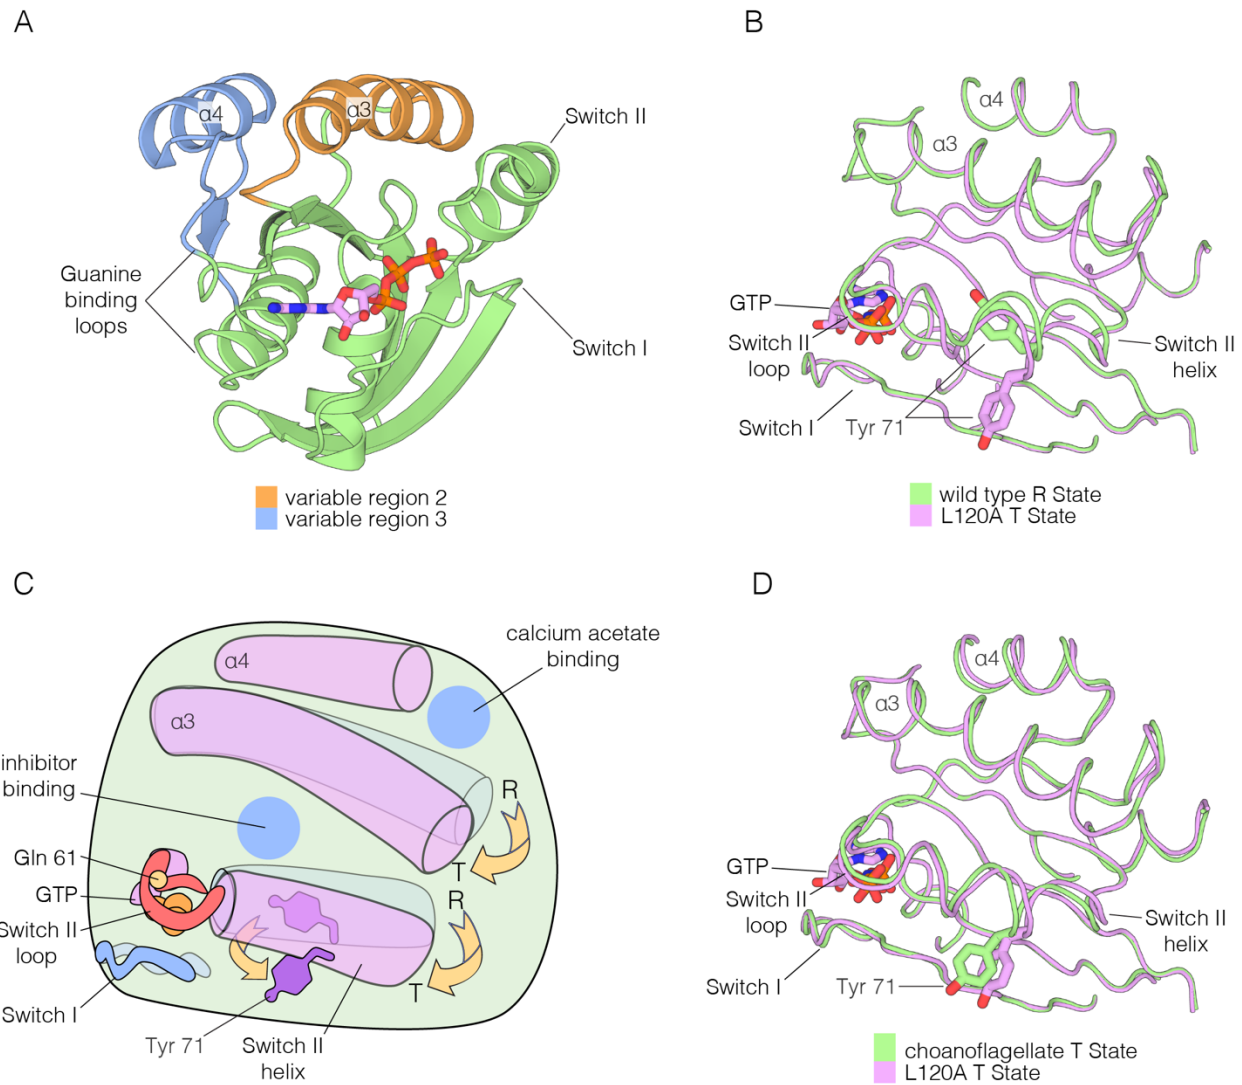 A
α4
α3
Switch II
Guanine
binding
loops
Switch I
variable region 2
variable region 3
B
α4
α3
GTP
Switch II
loop
Switch I
Tyr 71
Switch II
helix
wild type R State
L120A T State
C
calcium acetate
binding
α4
α3
inhibitor
binding
R
T
Gln 61
GTP
Switch II
loop
R
T
Switch I
Tyr 71
Switch II
helix
D
α4
α3
GTP
Switch II
loop
Switch I
Tyr 71
Switch II
helix
choanoflagellate T State
L120A T State